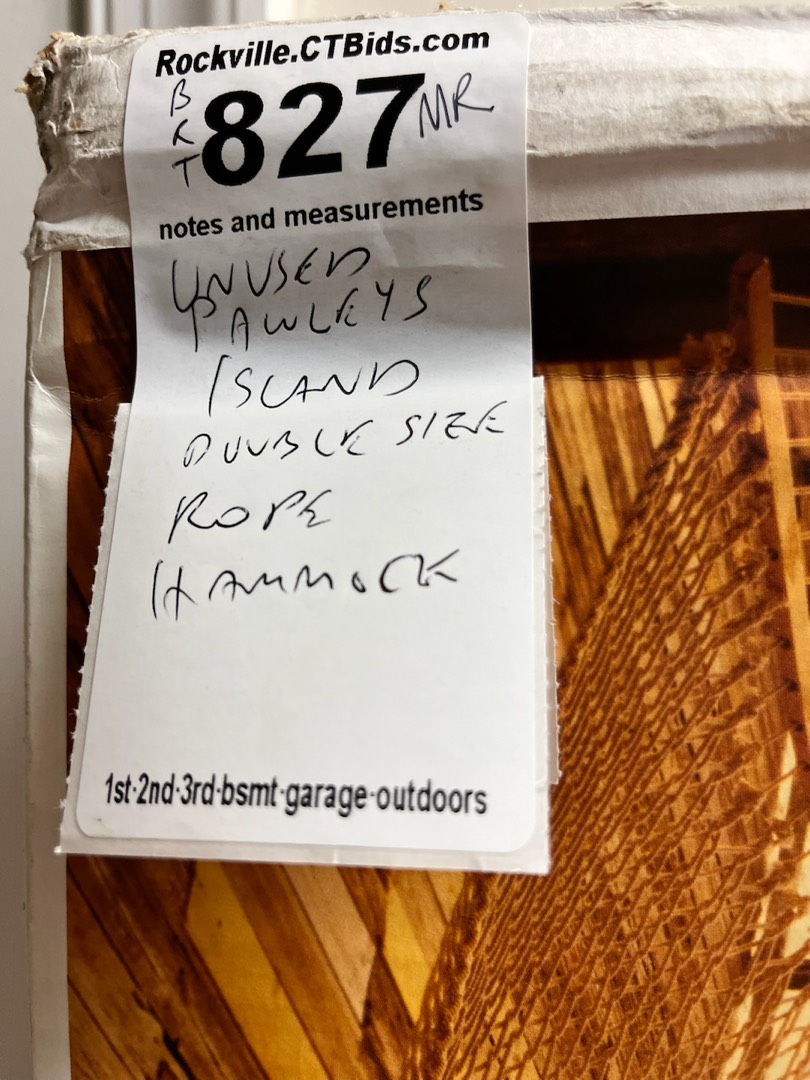 Rockville.CTBids.com
BKT 827 MR
notes and measurements
UNUSED
PAWLEYS
ISLAND
DOUBLE SIZE
ROPE
HAMMOCK
1st-2nd-3rd-bsmt-garage-outdoors